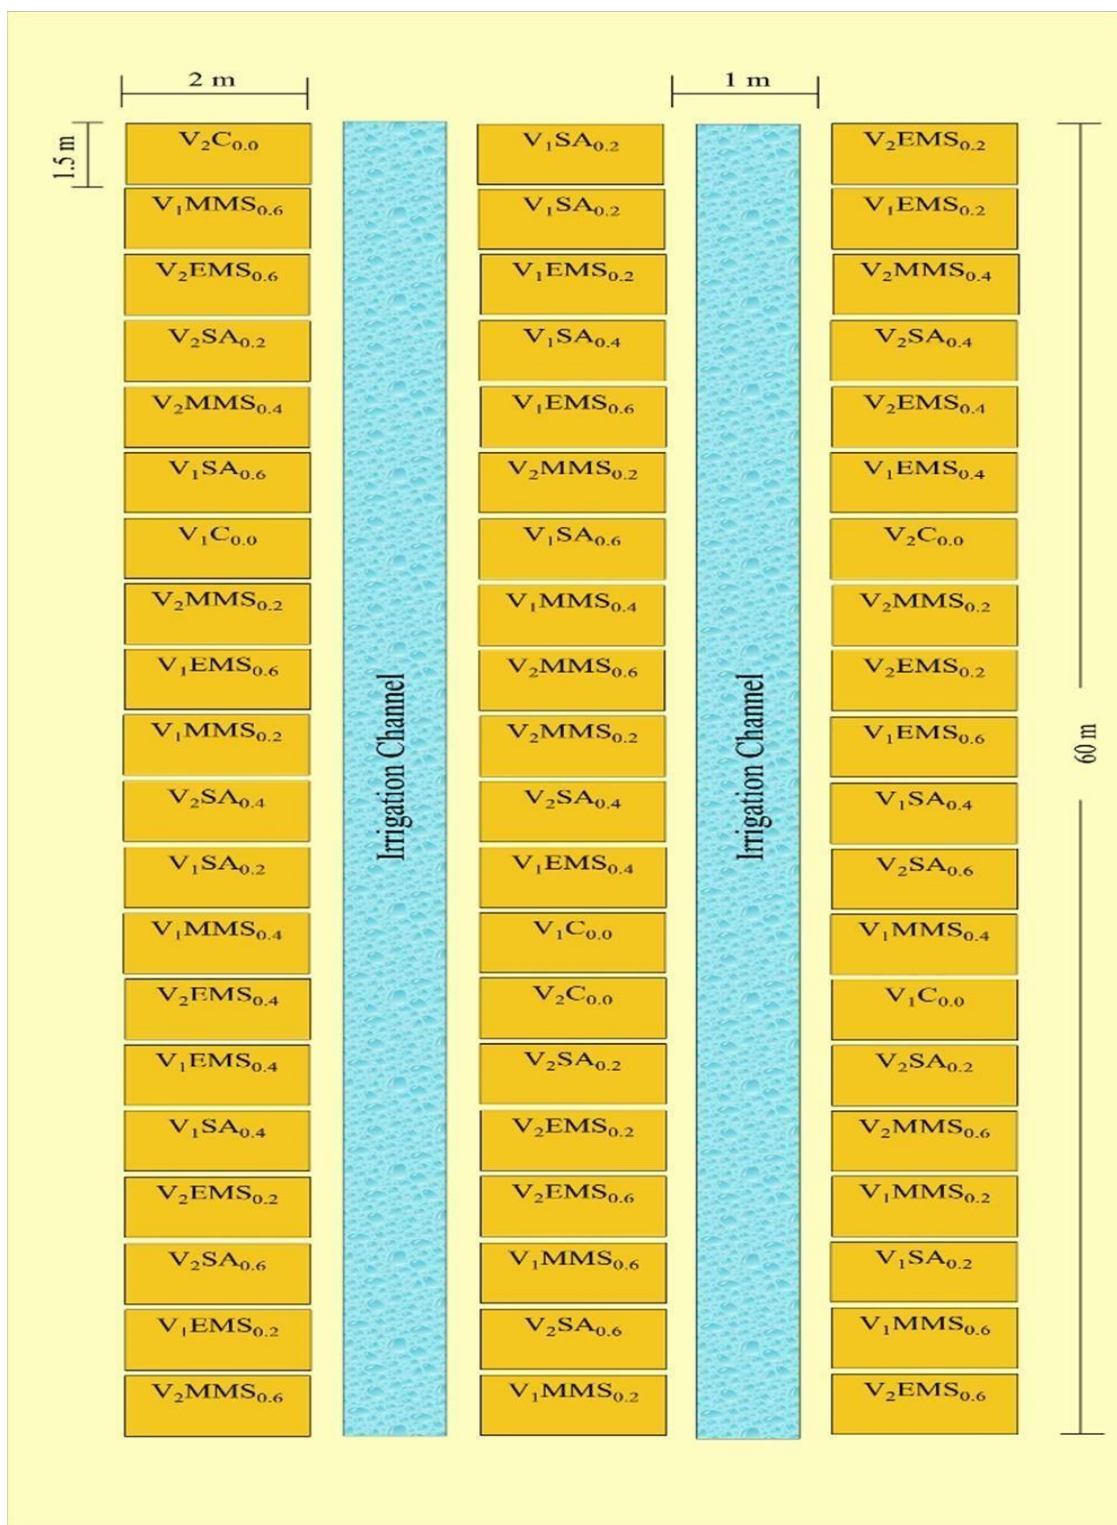 2 m
1 m
1.5 m
V₂C₀.₀
V₁MMS₀.₆
V₂EMS₀.₆
V₂SA₀.₂
V₂MMS₀.₄
V₁SA₀.₆
V₁C₀.₀
V₂MMS₀.₂
V₁EMS₀.₆
V₁MMS₀.₂
V₂SA₀.₄
V₁SA₀.₂
V₁MMS₀.₄
V₂EMS₀.₄
V₁EMS₀.₄
V₁SA₀.₄
V₂EMS₀.₂
V₂SA₀.₆
V₁EMS₀.₂
V₂MMS₀.₆
Irrigation Channel
V₁SA₀.₂
V₁SA₀.₂
V₁EMS₀.₂
V₁SA₀.₄
V₁EMS₀.₆
V₂MMS₀.₂
V₁SA₀.₆
V₁MMS₀.₄
V₂MMS₀.₆
V₂MMS₀.₂
V₂SA₀.₄
V₁EMS₀.₄
V₁C₀.₀
V₂C₀.₀
V₂SA₀.₂
V₂EMS₀.₂
V₂EMS₀.₆
V₁MMS₀.₆
V₂SA₀.₆
V₁MMS₀.₂
Irrigation Channel
V₂EMS₀.₂
V₁EMS₀.₂
V₂MMS₀.₄
V₂SA₀.₄
V₂EMS₀.₄
V₁EMS₀.₄
V₂C₀.₀
V₂MMS₀.₂
V₂EMS₀.₂
V₁EMS₀.₆
V₁SA₀.₄
V₂SA₀.₆
V₁MMS₀.₄
V₁C₀.₀
V₂SA₀.₂
V₂MMS₀.₆
V₁MMS₀.₂
V₁SA₀.₂
V₁MMS₀.₆
V₂EMS₀.₆
60 m